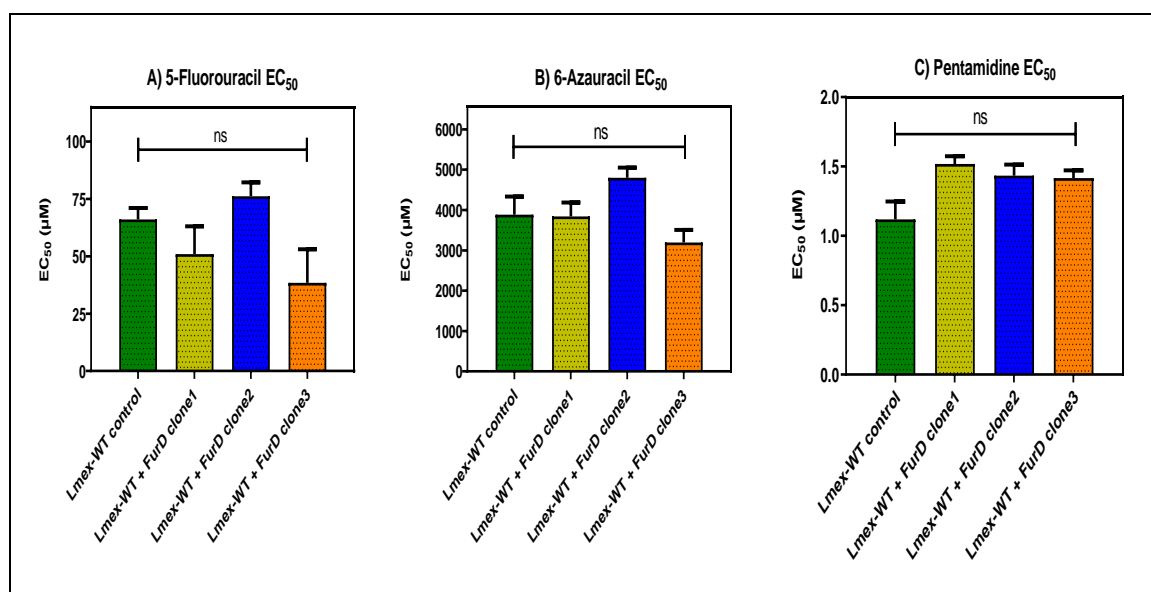 A) 5-Fluorouracil EC50
ns
100
75
50
25
0
EC50 (µM)
Lmex-WT control
Lmex-WT + FurD clone1
Lmex-WT + FurD clone2
Lmex-WT + FurD clone3
B) 6-Azauracil EC50
ns
6000
5000
4000
3000
2000
1000
0
EC50 (µM)
Lmex-WT control
Lmex-WT + FurD clone1
Lmex-WT + FurD clone2
Lmex-WT + FurD clone3
C) Pentamidine EC50
ns
2.0
1.5
1.0
0.5
0.0
EC50 (µM)
Lmex-WT control
Lmex-WT + FurD clone1
Lmex-WT + FurD clone2
Lmex-WT + FurD clone3